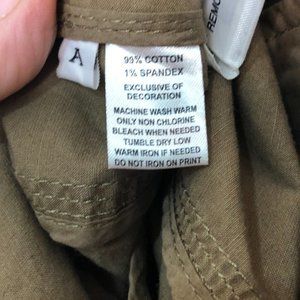 A
99% COTTON
1% SPANDEX
EXCLUSIVE OF
DECORATION
MACHINE WASH WARM
ONLY NON CHLORINE
BLEACH WHEN NEEDED
TUMBLE DRY LOW
WARM IRON IF NEEDED
DO NOT IRON ON PRINT